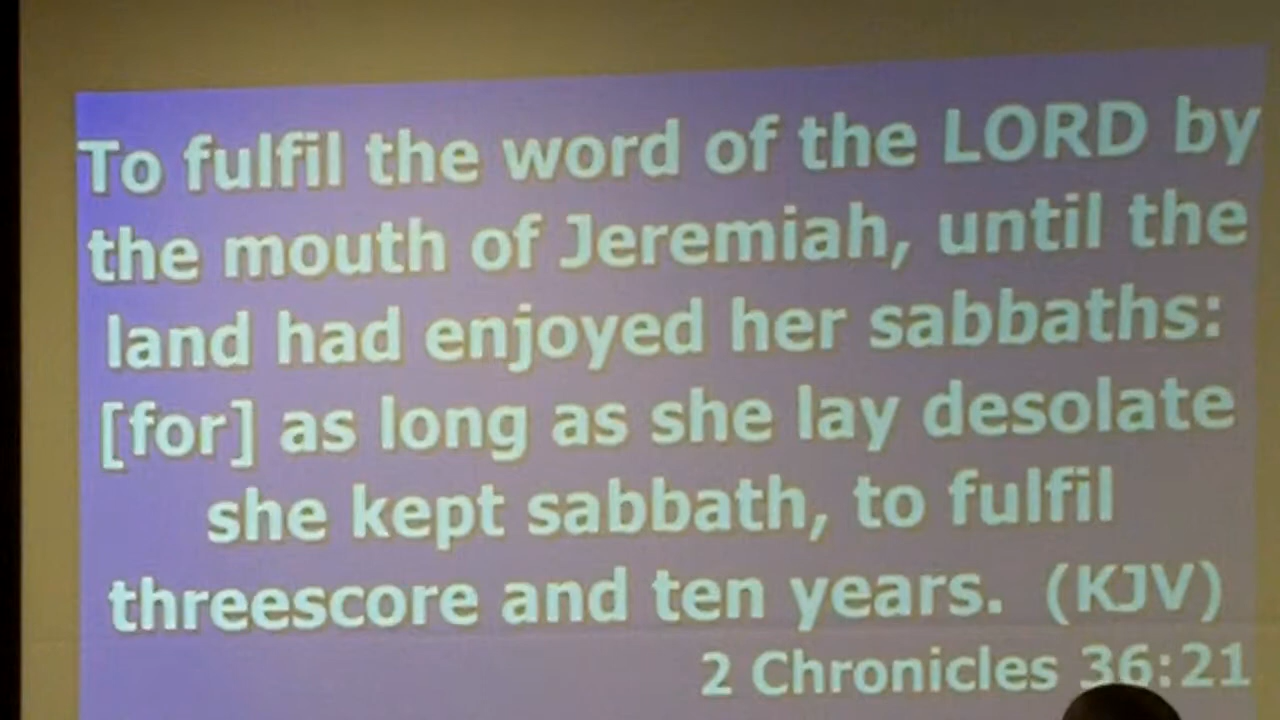 To fulfil the word of the LORD by
the mouth of Jeremiah, until the
land had enjoyed her sabbaths:
[for] as long as she lay desolate
she kept sabbath, to fulfil
threescore and ten years. (KJV)
2 Chronicles 36:21